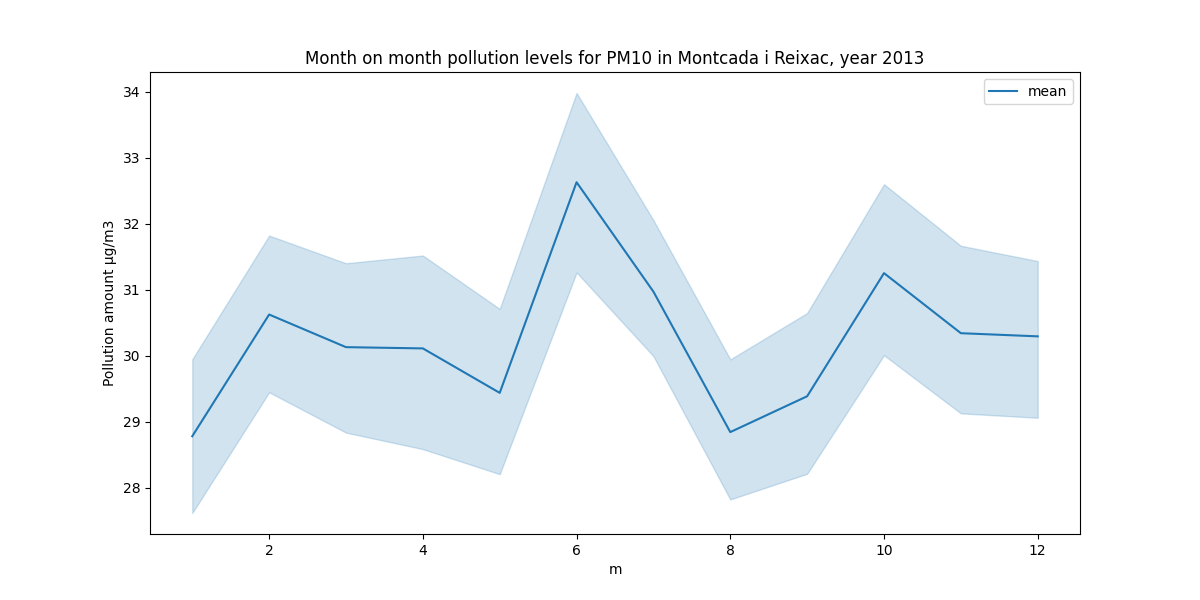 Month on month pollution levels for PM10 in Montcada i Reixac, year 2013
mean
34
33
32
31
30
29
28
Pollution amount µg/m3
2 4 6 8 10 12
m